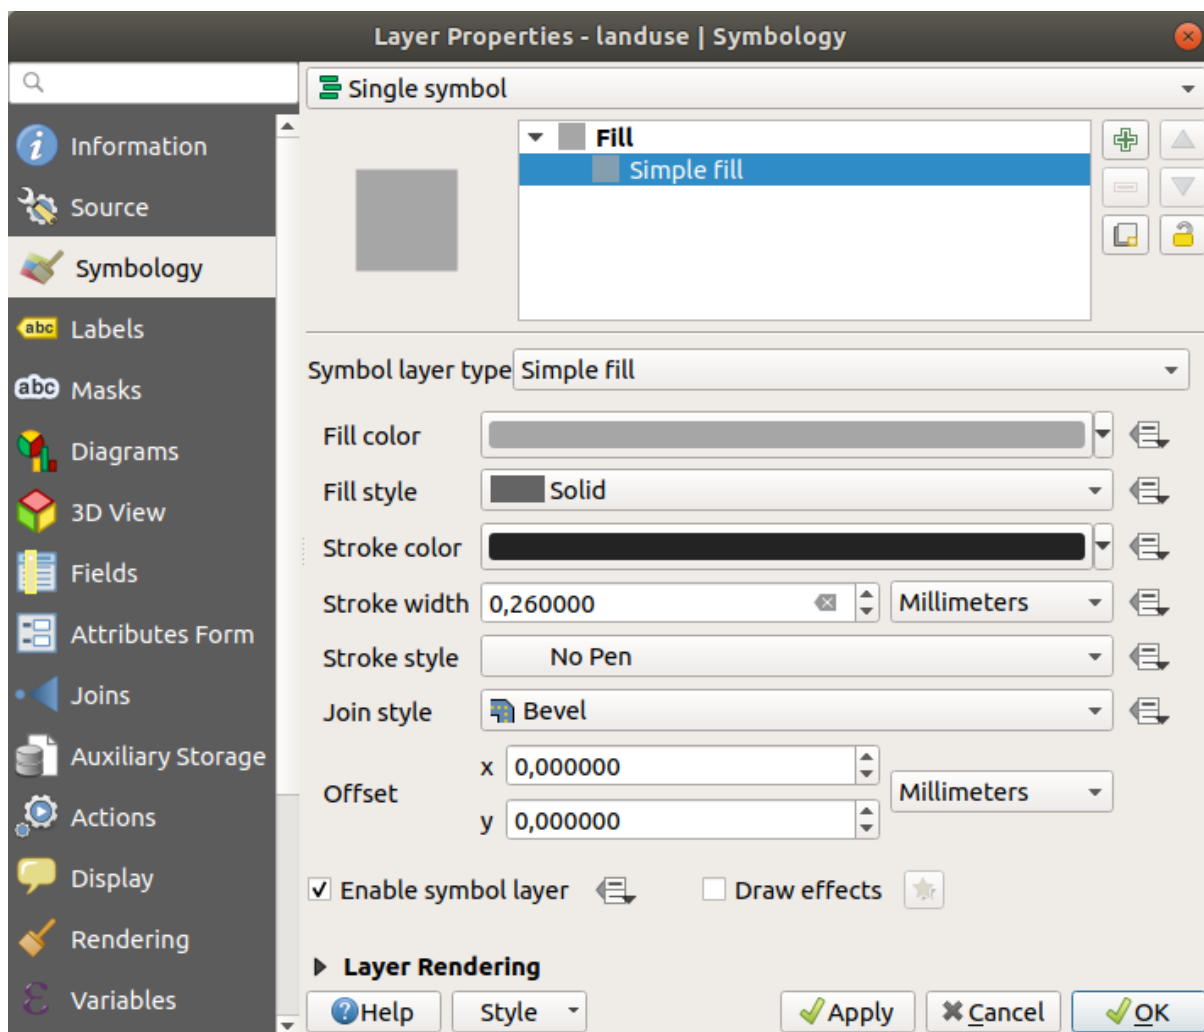 Layer Properties - landuse | Symbology
Single symbol
Information
Source
Symbology
abc Labels
abc Masks
Diagrams
3D View
Fields
Attributes Form
Joins
Auxiliary Storage
Actions
Display
Rendering
ε Variables
Fill
Simple fill
Symbol layer type Simple fill
Fill color
Fill style Solid
Stroke color
Stroke width 0,260000 Millimeters
Stroke style No Pen
Join style Bevel
Offset x 0,000000 Millimeters
y 0,000000
Enable symbol layer Draw effects
Layer Rendering
Help Style Apply Cancel OK